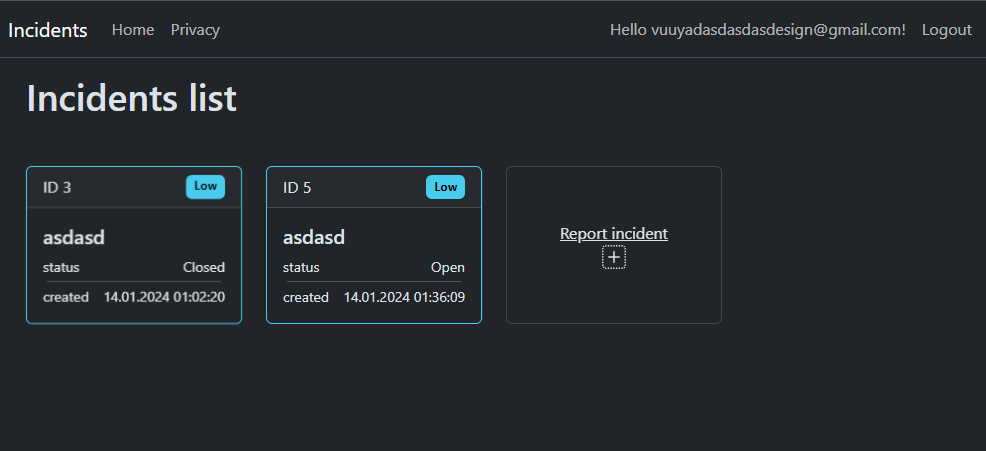 Incidents Home Privacy Hello vuuyadasdasdasdesign@gmail.com! Logout
Incidents list
ID 3 Low
asdasd
status Closed
created 14.01.2024 01:02:20
ID 5 Low
asdasd
status Open
created 14.01.2024 01:36:09
Report incident